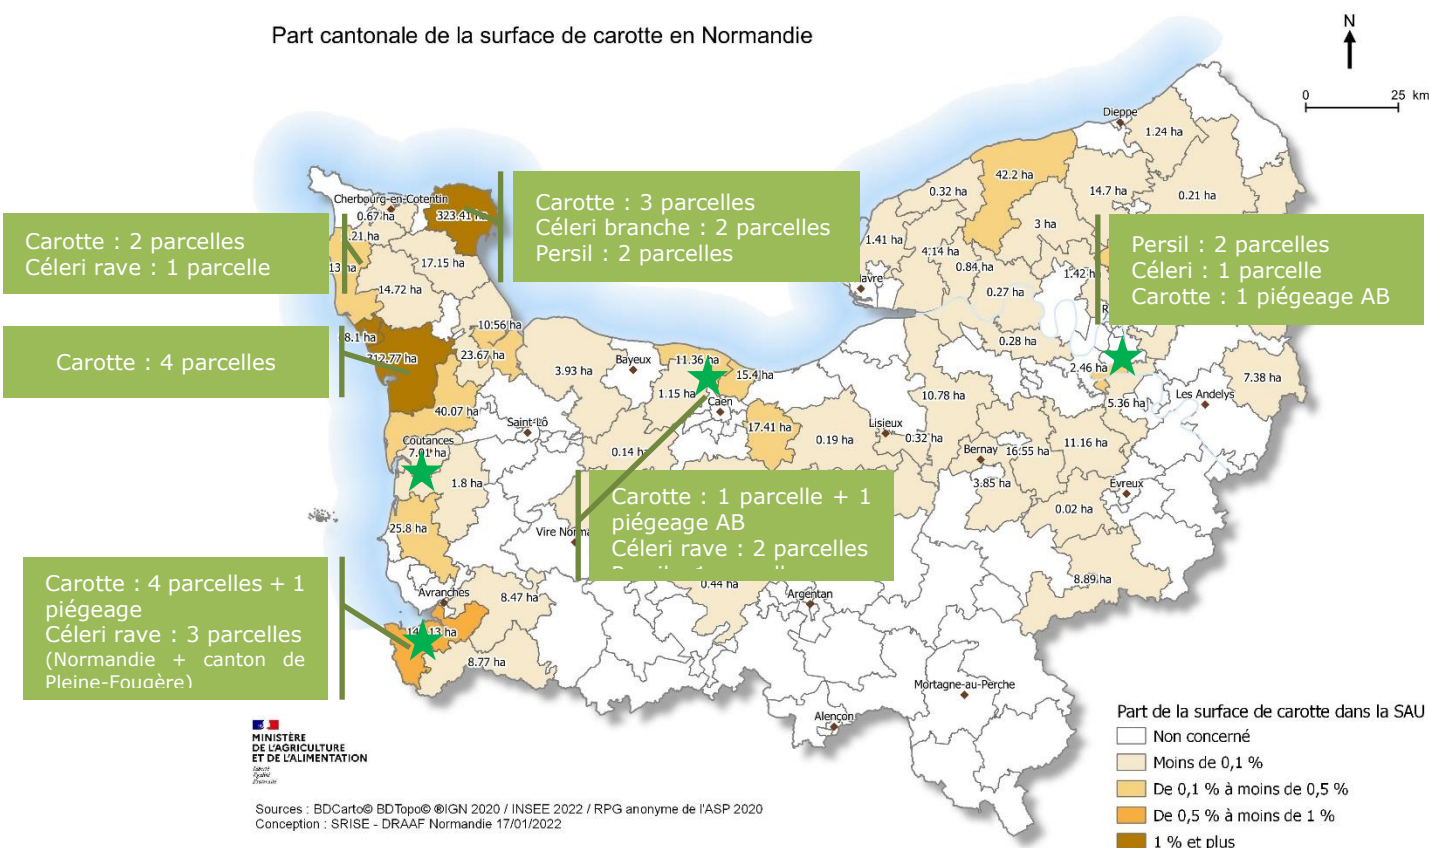 Part cantonale de la surface de carotte en Normandie
N
0 25 km
Dieppe
1.24 ha
42.2 ha
0.32 ha
14.7 ha
0.21 ha
Cherbourg-en-Cotentin
0.67 ha
323.41 ha
Carotte : 3 parcelles
Céleri branche : 2 parcelles
Persil : 2 parcelles
3 ha
1.41 ha
4.14 ha
0.84 ha
1.42 ha
0.27 ha
0.28 ha
Persil : 2 parcelles
Céleri : 1 parcelle
Carotte : 1 piégeage AB
Carotte : 2 parcelles
Céleri rave : 1 parcelle
17.15 ha
14.72 ha
10.56 ha
Carotte : 4 parcelles
23.67 ha
3.93 ha
Bayeux
11.36 ha
15.4 ha
1.15 ha
Caen
2.46 ha
7.38 ha
Les Andelys
5.36 ha
10.78 ha
40.07 ha
Saint-Lô
17.41 ha
0.19 ha
Lisieux
0.32 ha
Bernay
16.55 ha
11.16 ha
Coutances
7.01 ha
0.14 ha
1.8 ha
3.85 ha
Évreux
0.02 ha
Carotte : 1 parcelle + 1
piégeage AB
Céleri rave : 2 parcelles
25.8 ha
Vire
0.44 ha
8.89 ha
Argentan
Carotte : 4 parcelles + 1
piégeage
Céleri rave : 3 parcelles
(Normandie + canton de
Pleine-Fougère)
Avranches
8.47 ha
8.77 ha
Mortagne-au-Perche
Alençon
MINISTÈRE
DE L'AGRICULTURE
ET DE L'ALIMENTATION
Liberté
Égalité
Fraternité
Sources : BDCarto© BDTopo© ®IGN 2020 / INSEE 2022 / RPG anonyme de l'ASP 2020
Conception : SRISE - DRAAF Normandie 17/01/2022
Part de la surface de carotte dans la SAU
Non concerné
Moins de 0,1 %
De 0,1 % à moins de 0,5 %
De 0,5 % à moins de 1 %
1 % et plus